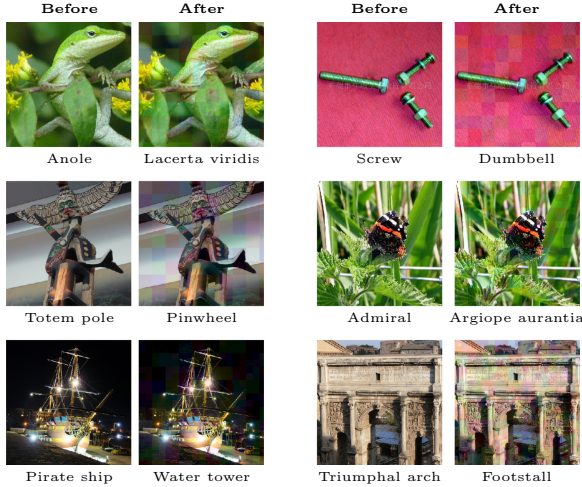 Before After Before After
Anole Lacerta viridis Screw Dumbbell
Totem pole Pinwheel Admiral Argiope aurantia
Pirate ship Water tower Triumphal arch Footstall